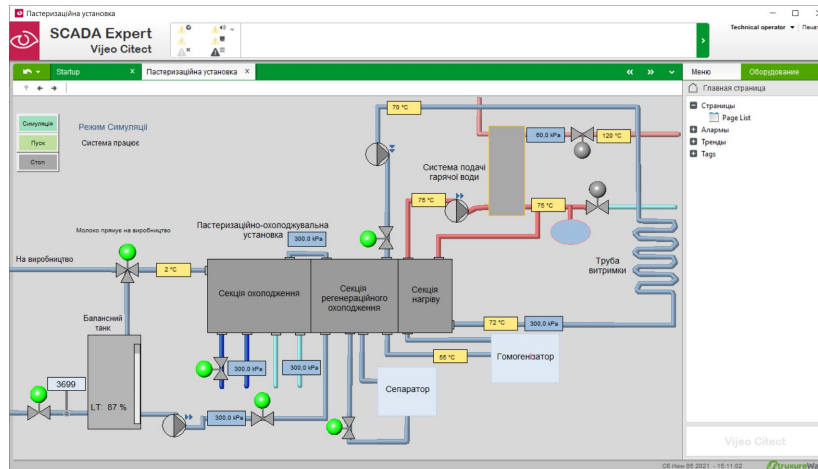 Пастеризаційна установка
SCADA Expert
Vijeo Citect
Technical operator
Startup X
Пастеризаційна установка X
Меню
Оборудование
Главная страница
Страницы
Page List
Алармы
Тренды
Tags
Симуляція
Пуск
Стоп
Режим Симуляції
Система працює
70 °C
60,0 kPa
120 °C
Система подачі
гарячої води
75 °C
75 °C
Молоко прямує на виробництво
Пастеризаційно-охолоджувальна
установка
300,0 kPa
На виробництво
2 °C
Труба
витримки
Секція охолодження
Секція
регенераційного
охолодження
Секція
нагріву
Балансний
танк
72 °C
300,0 kPa
300,0 kPa
300,0 kPa
Гомогенізатор
Сепаратор
3699
LT: 87 %
300,0 kPa
Vijeo Citect